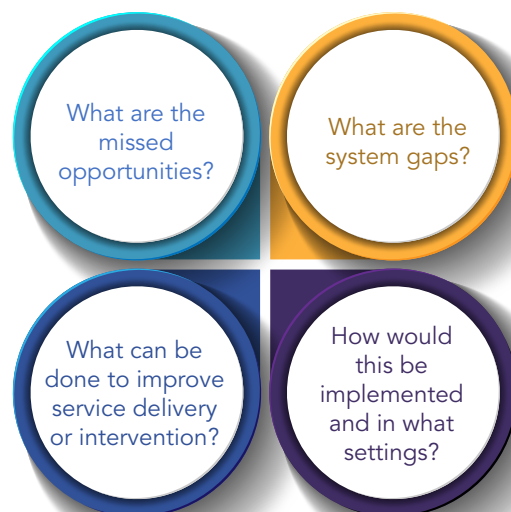 What are the
missed
opportunities?
What are the
system gaps?
What can be
done to improve
service delivery
or intervention?
How would
this be
implemented
and in what
settings?